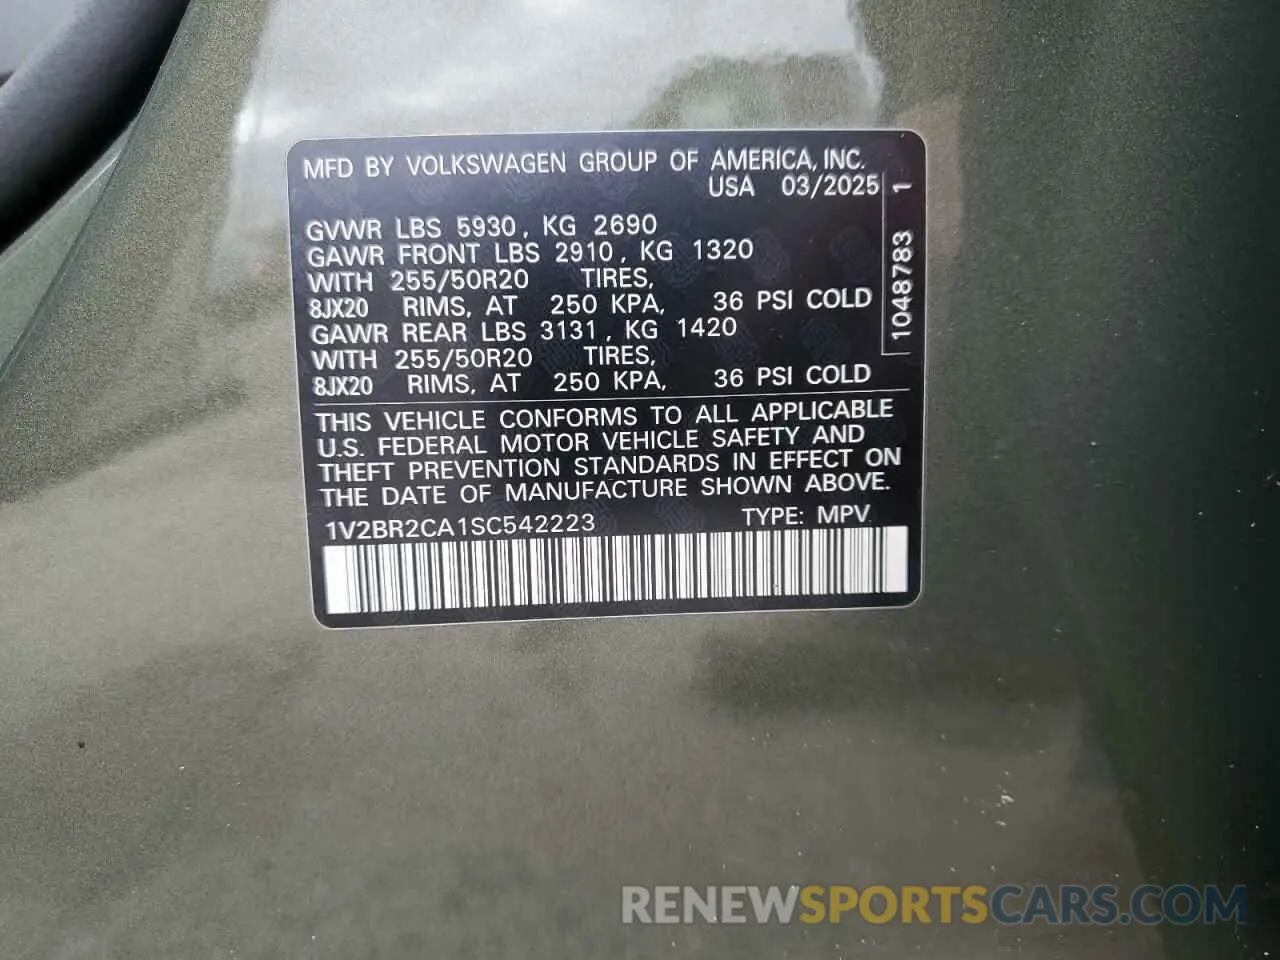 MFD BY VOLKSWAGEN GROUP OF AMERICA, INC.
USA 03/2025
GVWR LBS 5930, KG 2690
GAWR FRONT LBS 2910, KG 1320
WITH 255/50R20 TIRES,
8JX20 RIMS, AT 250 KPA, 36 PSI COLD
GAWR REAR LBS 3131, KG 1420
WITH 255/50R20 TIRES,
8JX20 RIMS, AT 250 KPA, 36 PSI COLD
1048783 1
THIS VEHICLE CONFORMS TO ALL APPLICABLE
U.S. FEDERAL MOTOR VEHICLE SAFETY AND
THEFT PREVENTION STANDARDS IN EFFECT ON
THE DATE OF MANUFACTURE SHOWN ABOVE.
1V2BR2CA1SC542223 TYPE: MPV
RENEWSPORTSCARS.COM